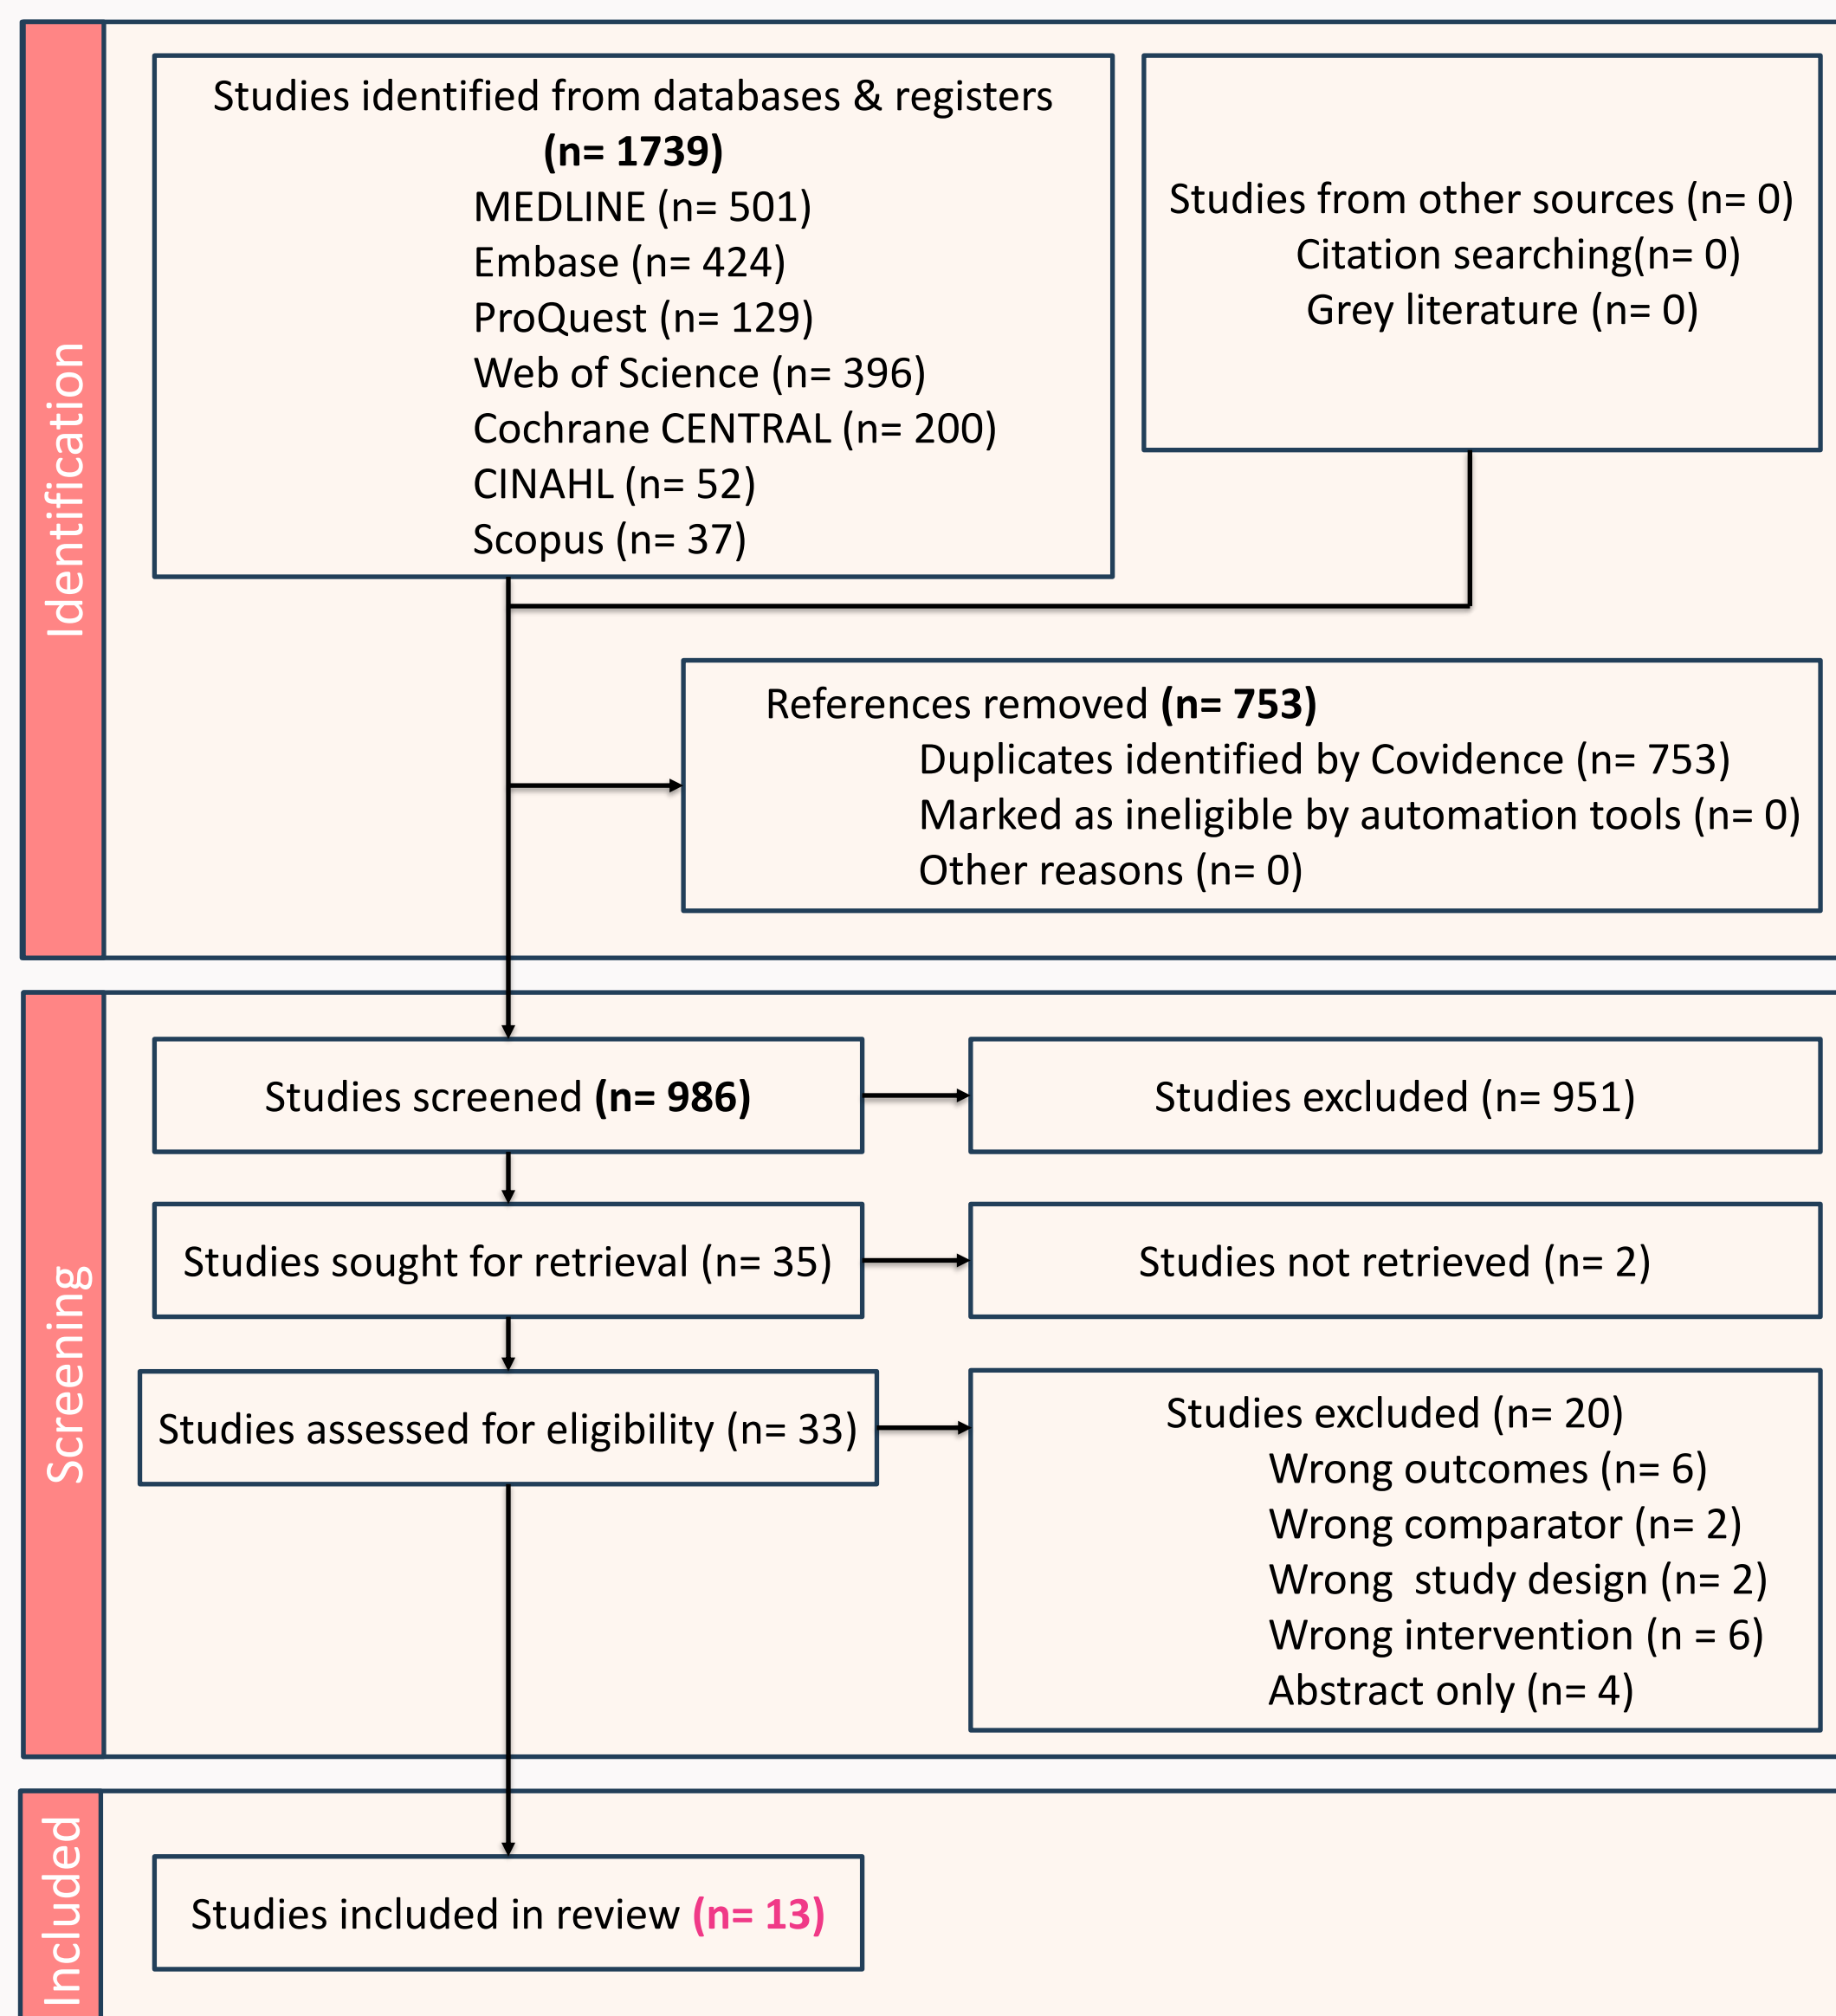 Identification
Studies identified from databases & registers
(n= 1739)
MEDLINE (n= 501)
Embase (n= 424)
ProQuest (n= 129)
Web of Science (n= 396)
Cochrane CENTRAL (n= 200)
CINAHL (n= 52)
Scopus (n= 37)
Studies from other sources (n= 0)
Citation searching(n= 0)
Grey literature (n= 0)
References removed (n= 753)
Duplicates identified by Covidence (n= 753)
Marked as ineligible by automation tools (n= 0)
Other reasons (n= 0)
Screening
Studies screened (n= 986)
Studies excluded (n= 951)
Studies sought for retrieval (n= 35)
Studies not retrieved (n= 2)
Studies assessed for eligibility (n= 33)
Studies excluded (n= 20)
Wrong outcomes (n= 6)
Wrong comparator (n= 2)
Wrong  study design (n= 2)
Wrong intervention (n = 6)
Abstract only (n= 4)
Included
Studies included in review (n= 13)